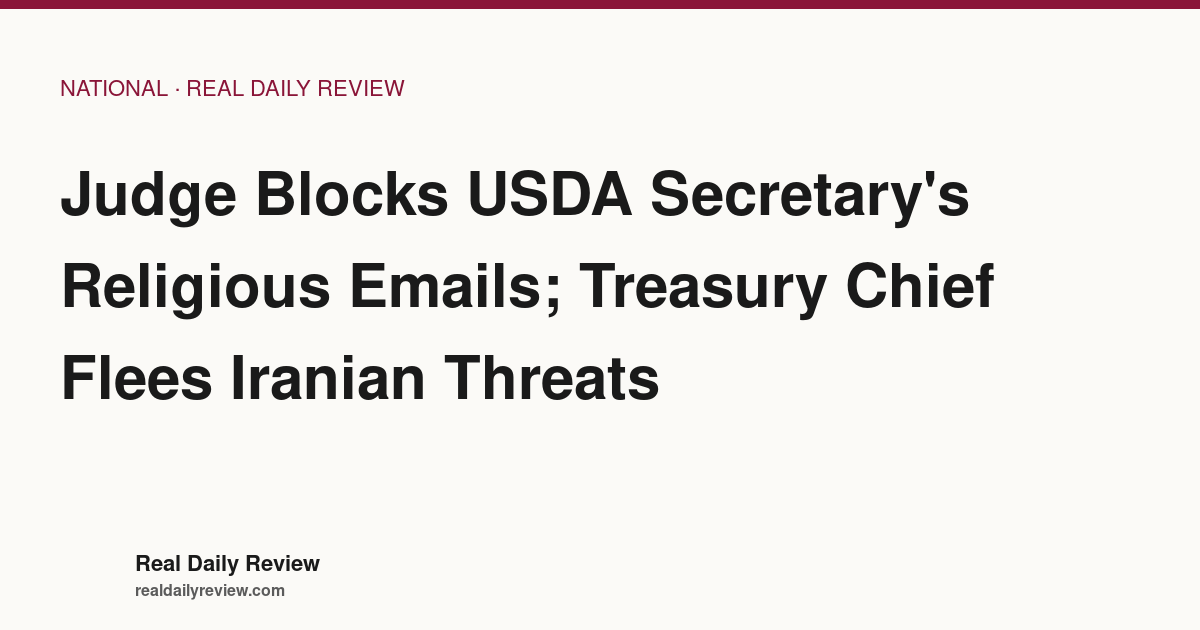 NATIONAL · REAL DAILY REVIEW
Judge Blocks USDA Secretary's
Religious Emails; Treasury Chief
Flees Iranian Threats
Real Daily Review
realdailyreview.com